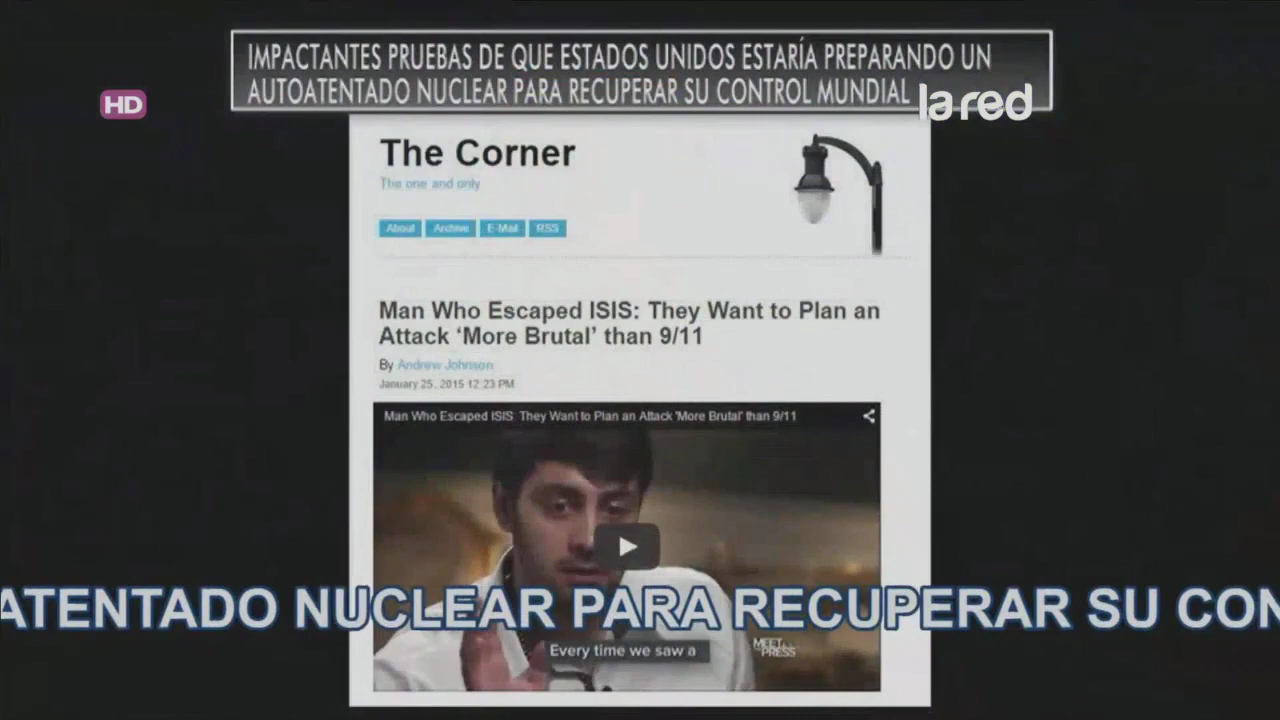 IMPACTANTES PRUEBAS DE QUE ESTADOS UNIDOS ESTARÍA PREPARANDO UN
AUTOATENTADO NUCLEAR PARA RECUPERAR SU CONTROL MUNDIAL
HD
lared
The Corner
The one and only
About Archive E-Mail RSS
Man Who Escaped ISIS: They Want to Plan an
Attack ‘More Brutal’ than 9/11
By Andrew Johnson
January 25, 2015 12:23 PM
Man Who Escaped ISIS: They Want to Plan an Attack 'More Brutal' than 9/11
ATENTADO NUCLEAR PARA RECUPERAR SU CON
Every time we saw a
MEET
PRESS